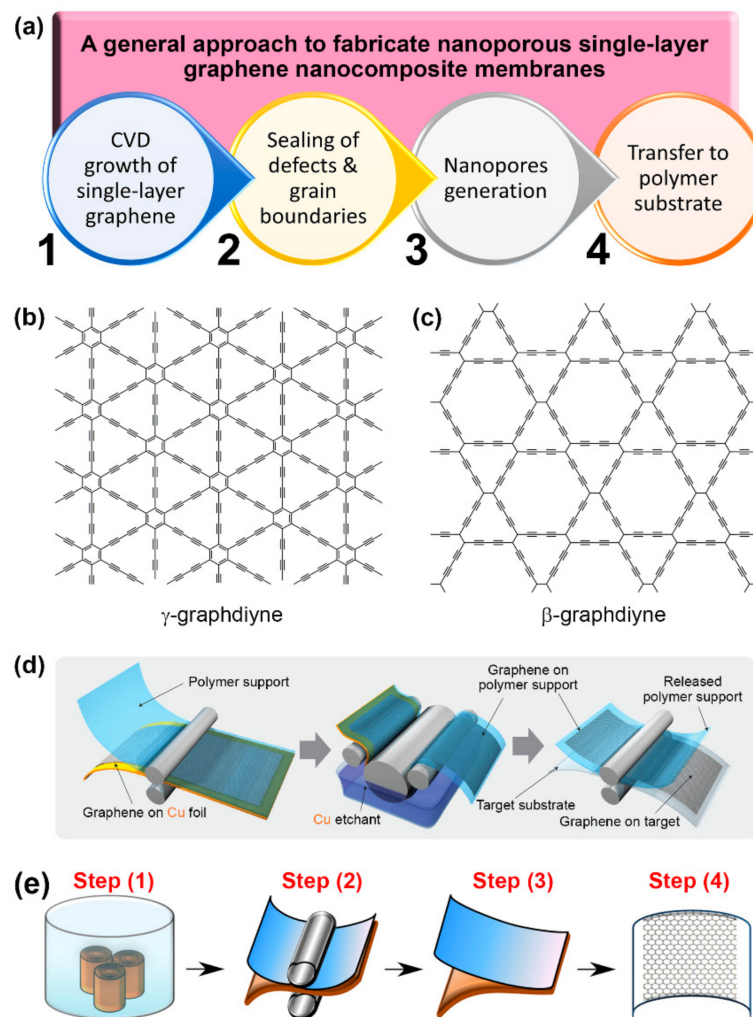 (a)
A general approach to fabricate nanoporous single-layer
graphene nanocomposite membranes
CVD
growth of
single-layer
graphene
1
Sealing of
defects & 
grain
boundaries
2
Nanopores
generation
3
Transfer to
polymer
substrate
4
(b)
γ-graphdiyne
(c)
β-graphdiyne
(d)
Polymer support
Graphene on Cu foil
Graphene on
polymer support
Cu etchant
Released
polymer support
Target substrate
Graphene on target
(e)
Step (1)
Step (2)
Step (3)
Step (4)